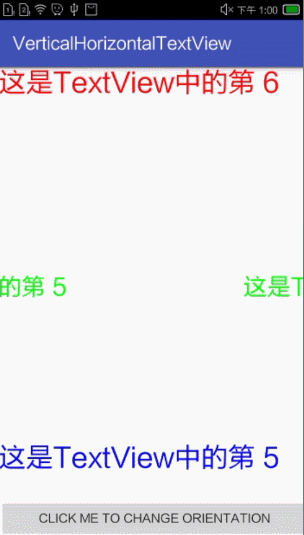 下午 1:00
VerticalHorizontalTextView
这是TextView中的第 6
的第 5 这是T
这是TextView中的第 5
CLICK ME TO CHANGE ORIENTATION